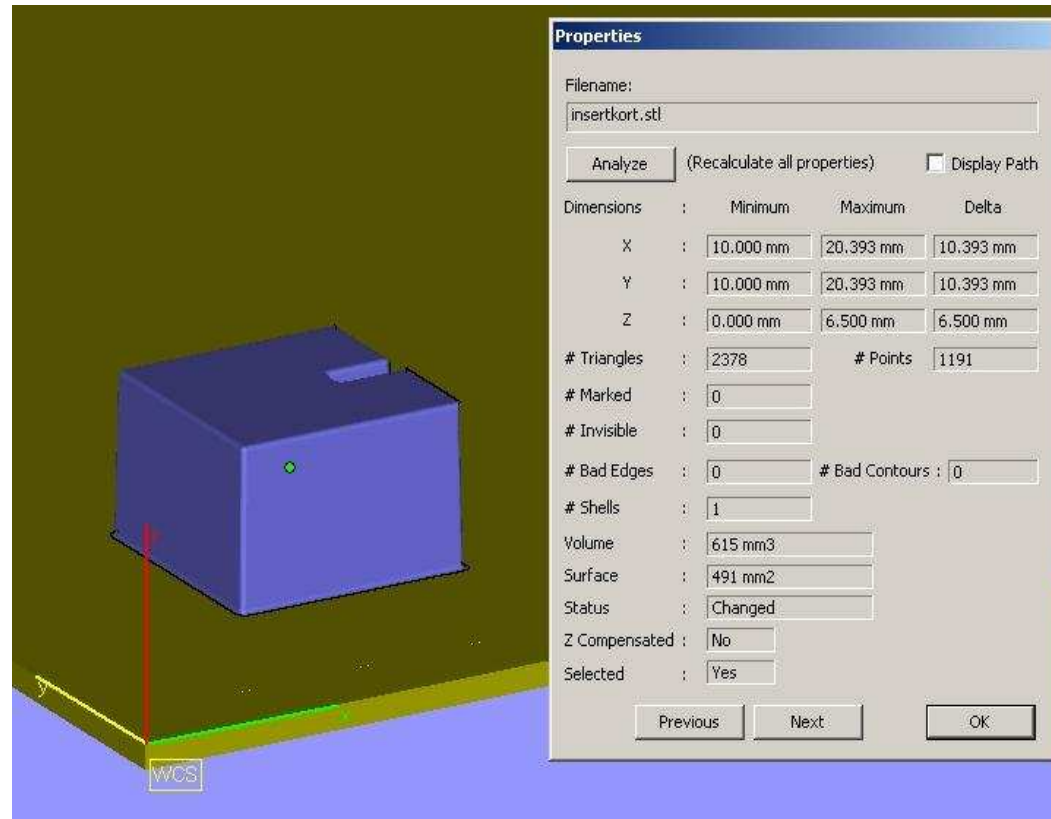 Properties
Filename:
insertkort.stl
Analyze (Recalculate all properties) Display Path
Dimensions : Minimum Maximum Delta
X : 10.000 mm 20.393 mm 10.393 mm
Y : 10.000 mm 20.393 mm 10.393 mm
Z : 0.000 mm 6.500 mm 6.500 mm
# Triangles : 2378 # Points 1191
# Marked : 0
# Invisible : 0
# Bad Edges : 0 # Bad Contours : 0
# Shells : 1
Volume : 615 mm3
Surface : 491 mm2
Status : Changed
Z Compensated : No
Selected : Yes
Previous Next OK
y
x
WCS